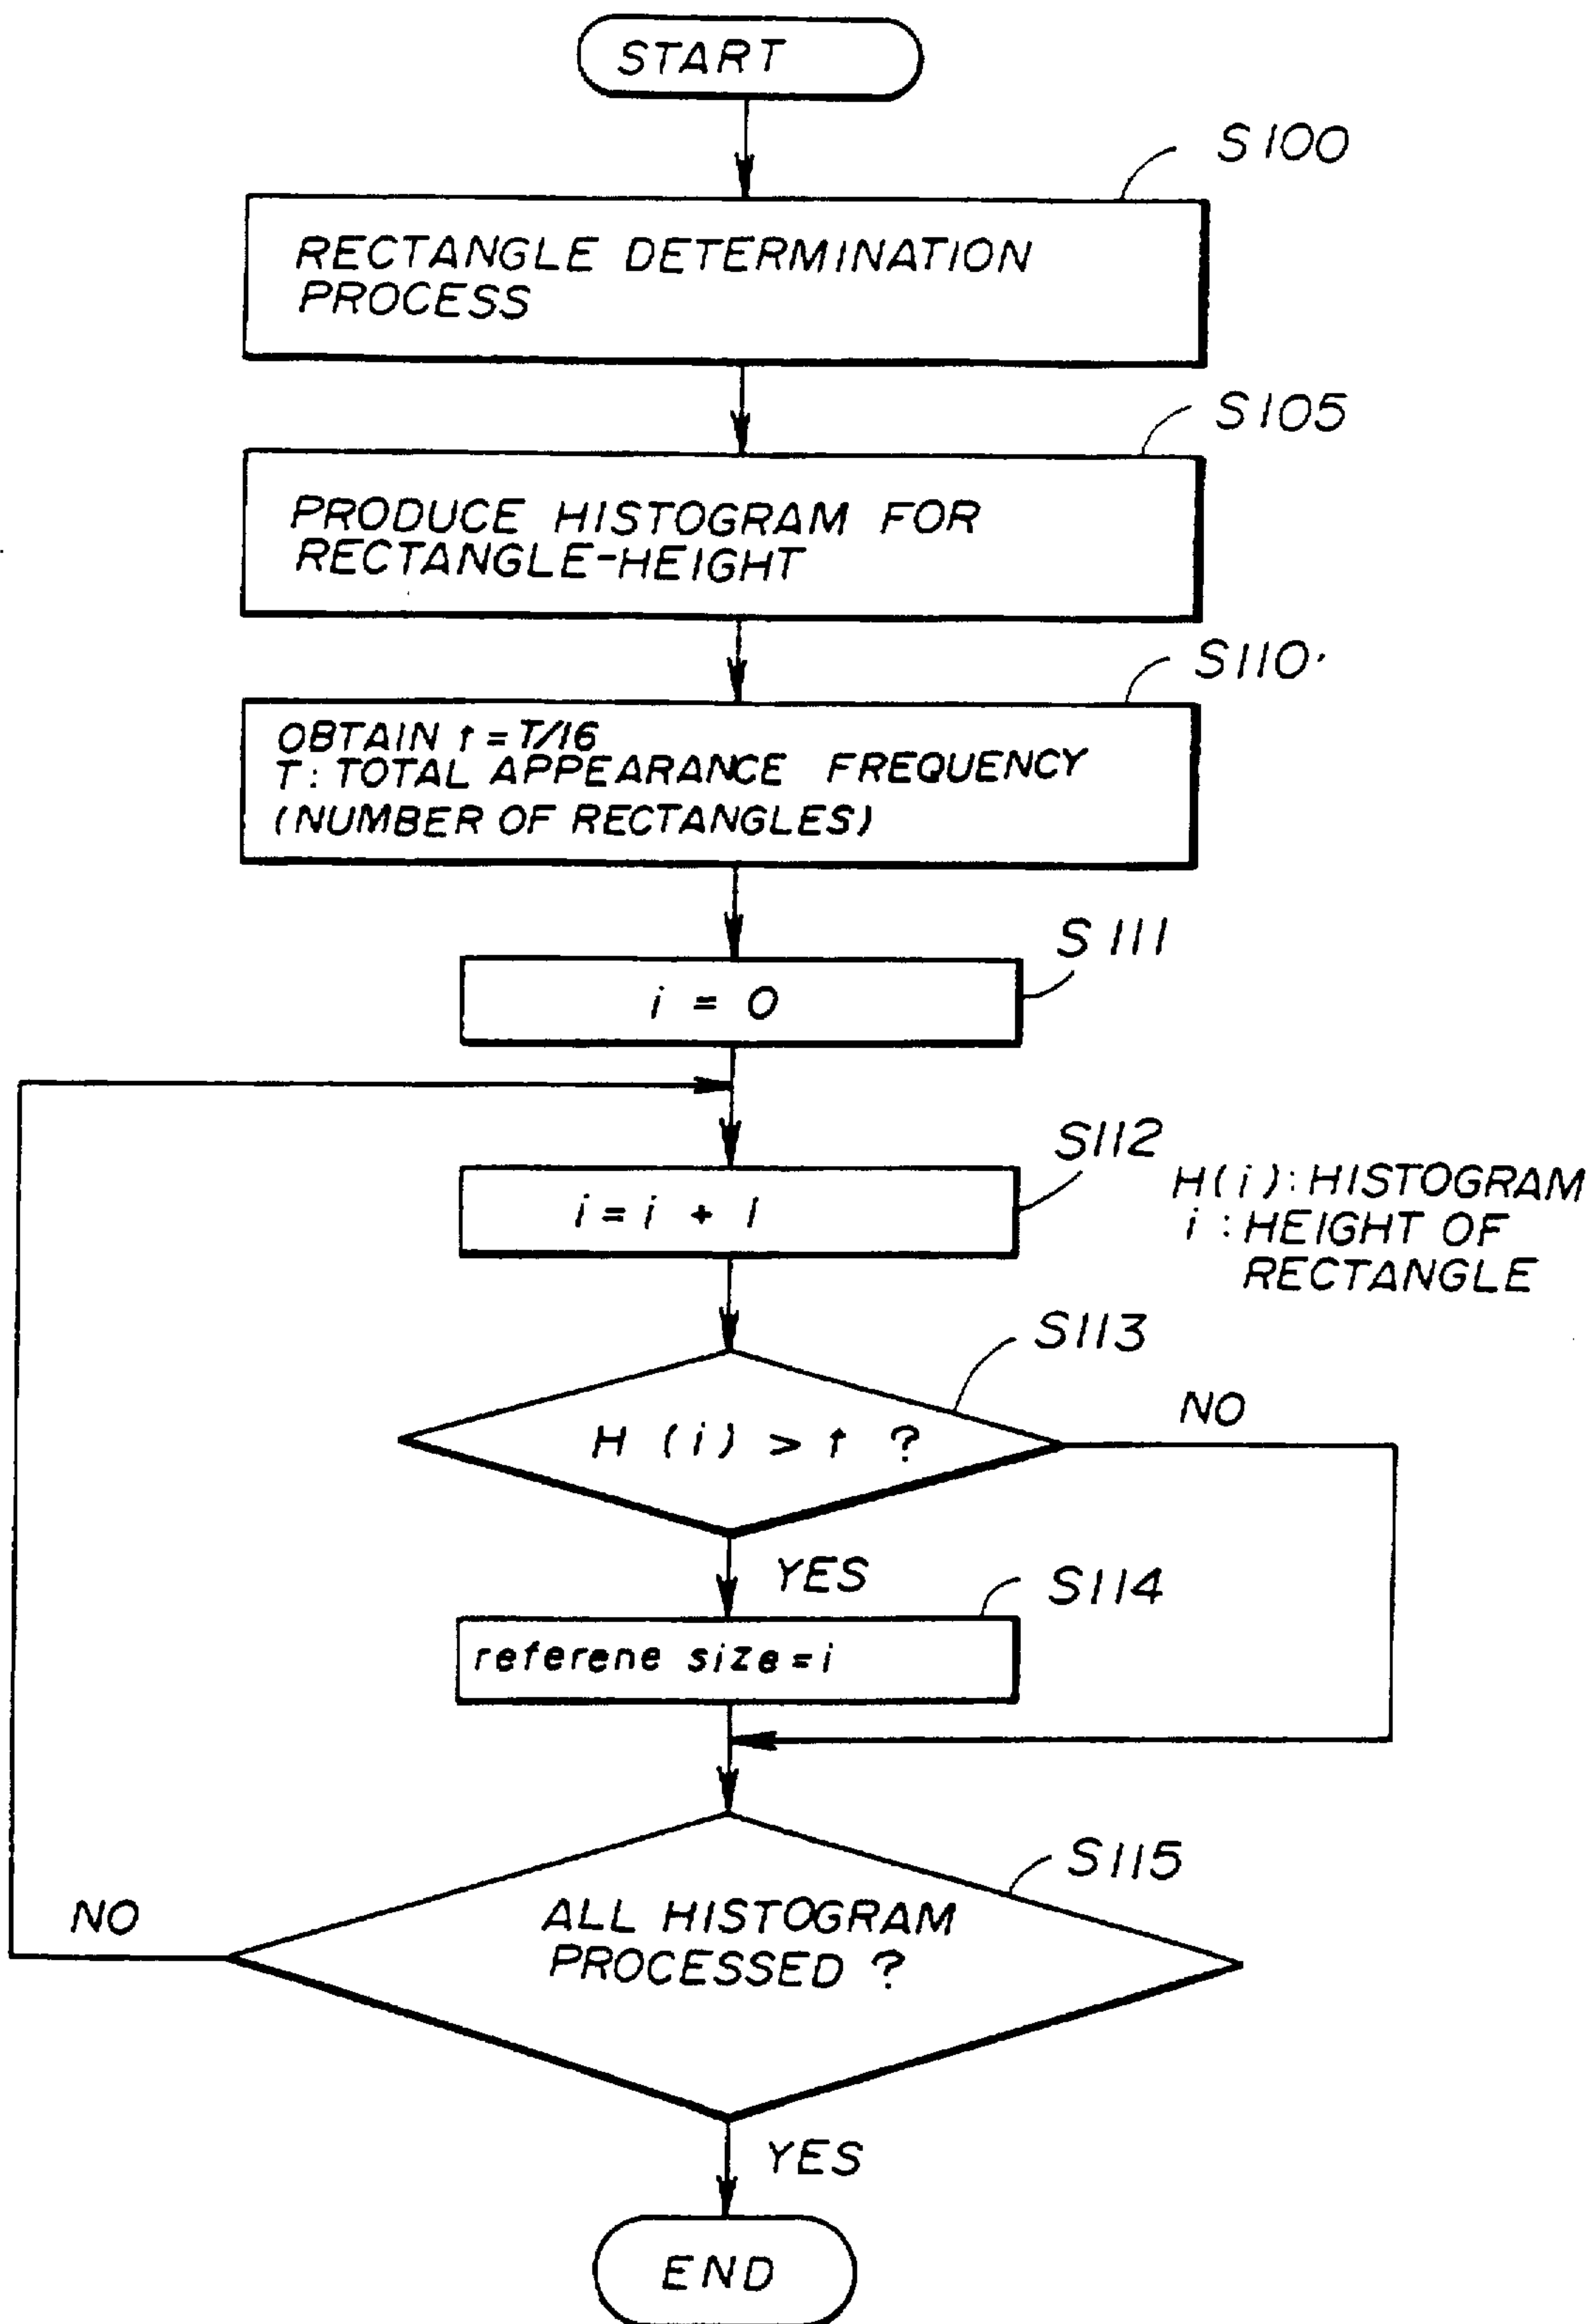 START
S100
RECTANGLE DETERMINATION
PROCESS
S105
PRODUCE HISTOGRAM FOR
RECTANGLE-HEIGHT
S110
OBTAIN t = T/16
T: TOTAL APPEARANCE FREQUENCY
(NUMBER OF RECTANGLES)
S111
i = 0
S112
i = i + 1
H(i): HISTOGRAM
i : HEIGHT OF
RECTANGLE
S113
H (i) > t ?
NO
YES
S114
referene size = i
S115
ALL HISTOGRAM
PROCESSED ?
NO
YES
END